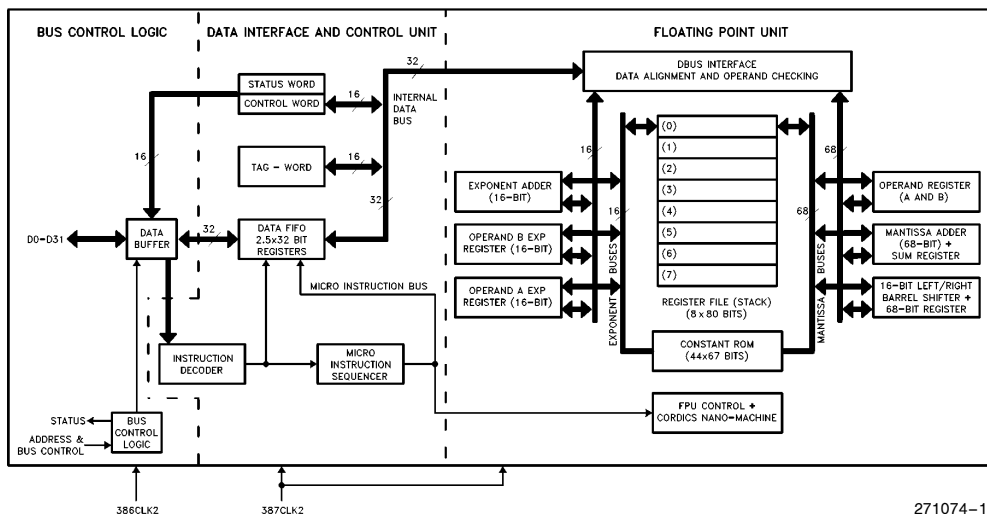 BUS CONTROL LOGIC
DATA INTERFACE AND CONTROL UNIT
FLOATING POINT UNIT
STATUS WORD
CONTROL WORD
16
16
TAG - WORD
16
32
INTERNAL
DATA
BUS
32
DBUS INTERFACE
DATA ALIGNMENT AND OPERAND CHECKING
D0-D31
DATA
BUFFER
32
DATA FIFO
2.5x32 BIT
REGISTERS
MICRO INSTRUCTION BUS
INSTRUCTION
DECODER
MICRO
INSTRUCTION
SEQUENCER
STATUS
ADDRESS &
BUS CONTROL
BUS
CONTROL
LOGIC
EXPONENT ADDER
(16-BIT)
OPERAND B EXP
REGISTER (16-BIT)
OPERAND A EXP
REGISTER (16-BIT)
16
16
EXPONENT BUSES
(0)
(1)
(2)
(3)
(4)
(5)
(6)
(7)
REGISTER FILE (STACK)
(8 x 80 BITS)
CONSTANT ROM
(44x67 BITS)
68
68
MANTISSA BUSES
OPERAND REGISTER
(A AND B)
MANTISSA ADDER
(68-BIT) +
SUM REGISTER
16-BIT LEFT/RIGHT
BARREL SHIFTER +
68-BIT REGISTER
FPU CONTROL +
CORDICS NANO-MACHINE
386CLK2
387CLK2
271074-1